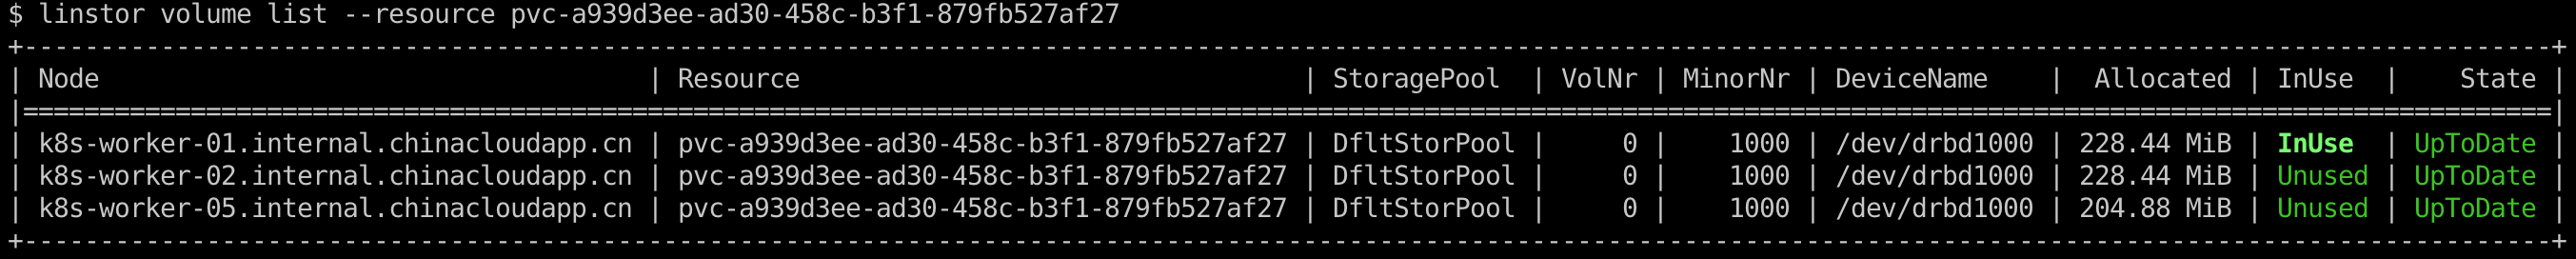 $ linstor volume list --resource pvc-a939d3ee-ad30-458c-b3f1-879fb527af27
+----------------------------------------------------------------------------------------------------------------------------------------------------------------------+
| Node                                    | Resource                                 | StoragePool  | VolNr | MinorNr | DeviceName    |  Allocated | InUse  |    State |
|======================================================================================================================================================================|
| k8s-worker-01.internal.chinacloudapp.cn | pvc-a939d3ee-ad30-458c-b3f1-879fb527af27 | DfltStorPool |     0 |    1000 | /dev/drbd1000 | 228.44 MiB | InUse  | UpToDate |
| k8s-worker-02.internal.chinacloudapp.cn | pvc-a939d3ee-ad30-458c-b3f1-879fb527af27 | DfltStorPool |     0 |    1000 | /dev/drbd1000 | 228.44 MiB | Unused | UpToDate |
| k8s-worker-05.internal.chinacloudapp.cn | pvc-a939d3ee-ad30-458c-b3f1-879fb527af27 | DfltStorPool |     0 |    1000 | /dev/drbd1000 | 204.88 MiB | Unused | UpToDate |
+----------------------------------------------------------------------------------------------------------------------------------------------------------------------+